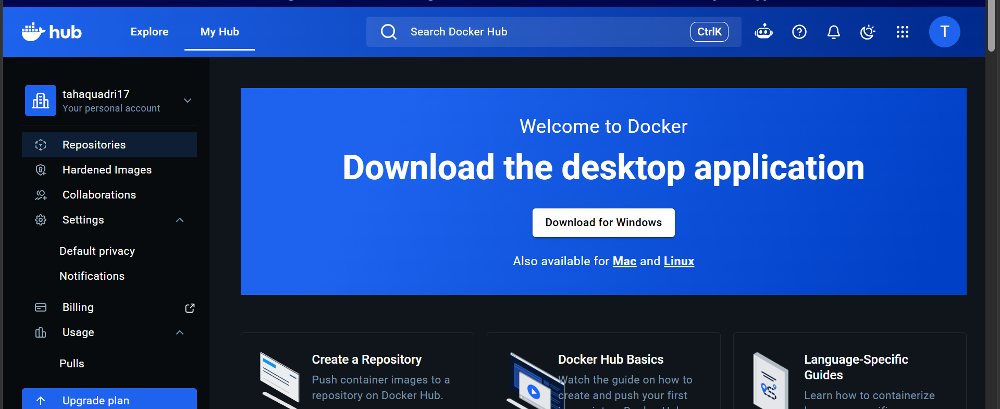 hub
Explore
My Hub
Search Docker Hub
CtrlK
T
tahaquadri17
Your personal account
Repositories
Hardened Images
Collaborations
Settings
Default privacy
Notifications
Billing
Usage
Pulls
Upgrade plan
Welcome to Docker
Download the desktop application
Download for Windows
Also available for Mac and Linux
Create a Repository
Push container images to a
repository on Docker Hub.
Docker Hub Basics
Watch the guide on how to
create and push your first
Language-Specific
Guides
Learn how to containerize